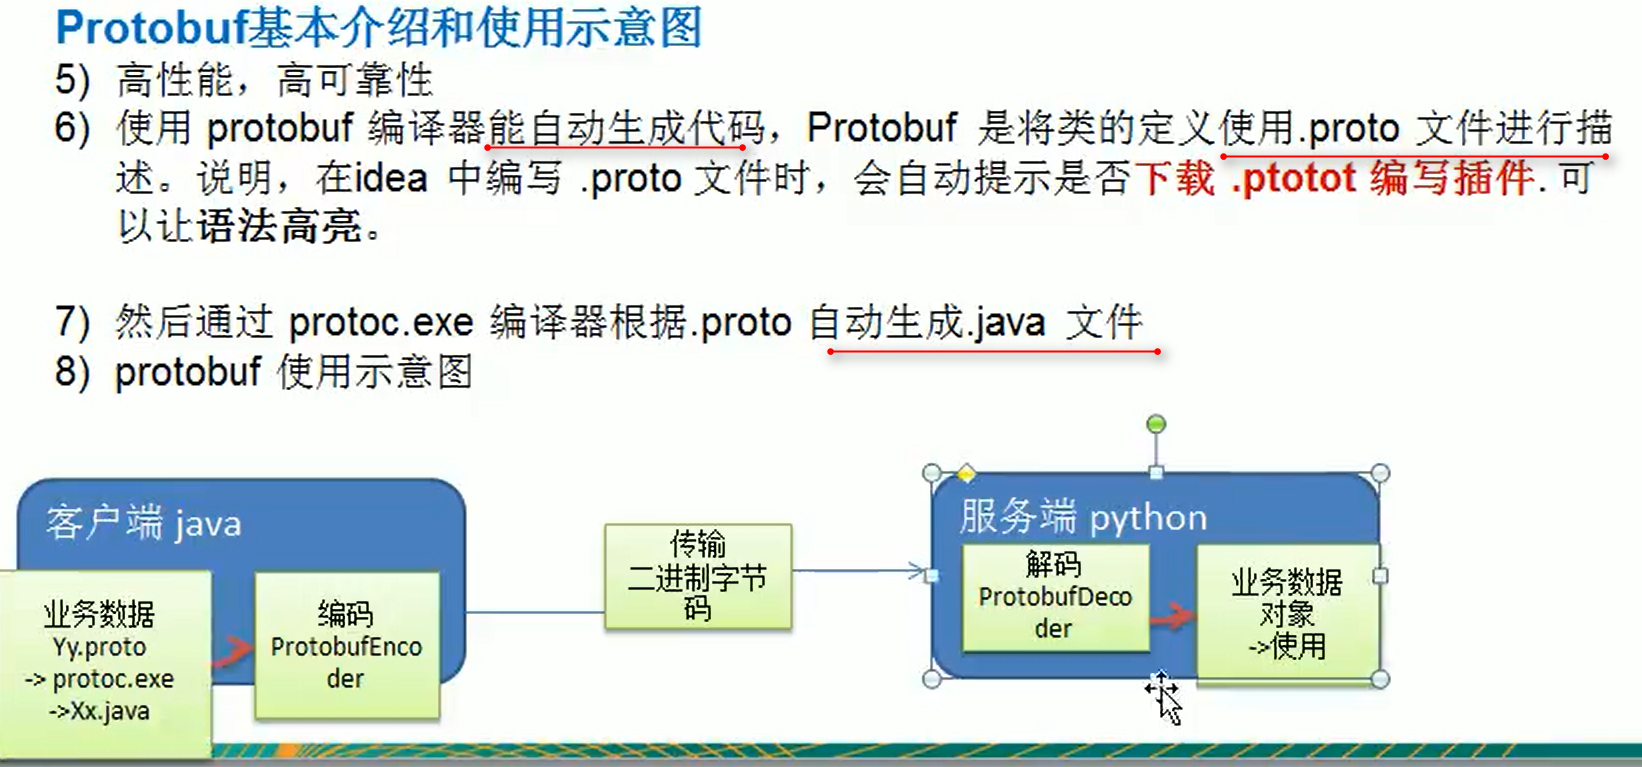 Protobuf基本介绍和使用示意图
5) 高性能，高可靠性
6) 使用 protobuf 编译器能自动生成代码，Protobuf 是将类的定义使用.proto 文件进行描
述。说明，在idea 中编写 .proto 文件时，会自动提示是否下载 .ptotot 编写插件. 可
以让语法高亮。
7) 然后通过 protoc.exe 编译器根据.proto 自动生成.java 文件
8) protobuf 使用示意图
客户端 java
业务数据
Yy.proto
-> protoc.exe
->Xx.java
编码
ProtobufEnco
der
传输
二进制字节
码
服务端 python
解码
ProtobufDeco
der
业务数据
对象
->使用